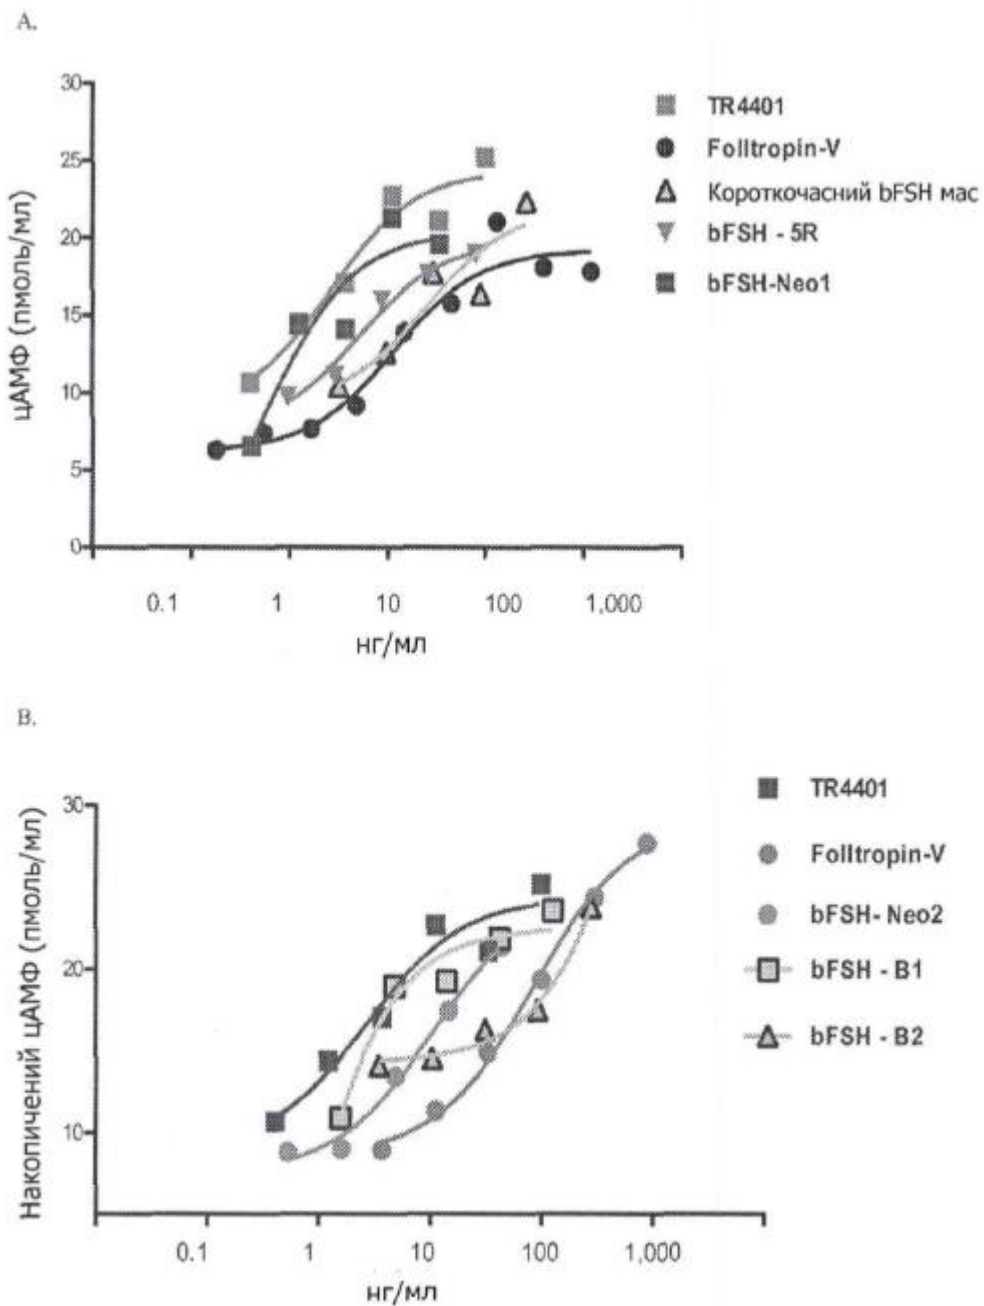 A.
30
25
20
15
10
5
0
цАМФ (пмоль/мл)
0.1 1 10 100 1,000
нг/мл
TR4401
Folltropin-V
Короткочасний bFSH мас
bFSH - 5R
bFSH-Neo1
B.
30
20
10
Накопичений цАМФ (пмоль/мл)
0.1 1 10 100 1,000
нг/мл
TR4401
Folltropin-V
bFSH- Neo2
bFSH - B1
bFSH - B2